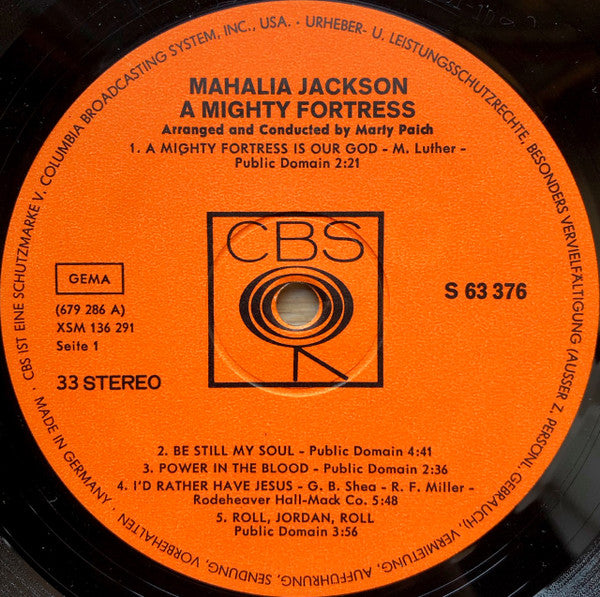 CBS IST EINE SCHUTZMARKE V. COLUMBIA BROADCASTING SYSTEM, INC., USA. · URHEBER- U. LEISTUNGSSCHUTZRECHTE, BESONDERS VERVIELFÄLTIGUNG (AUSSER Z. PERSÖNL. GEBRAUCH), VERMIETUNG, AUFFÜHRUNG, SENDUNG, VORBEHALTEN · MADE IN GERMANY ·
MAHALIA JACKSON
A MIGHTY FORTRESS
Arranged and Conducted by Marty Paich
1. A MIGHTY FORTRESS IS OUR GOD - M. Luther -
Public Domain 2:21
CBS
GEMA
(679 286 A)
XSM 136 291
Seite 1
33 STEREO
S 63 376
2. BE STILL MY SOUL - Public Domain 4:41
3. POWER IN THE BLOOD - Public Domain 2:36
4. I'D RATHER HAVE JESUS - G. B. Shea - R. F. Miller -
Rodeheaver Hall-Mack Co. 5:48
5. ROLL, JORDAN, ROLL
Public Domain 3:56